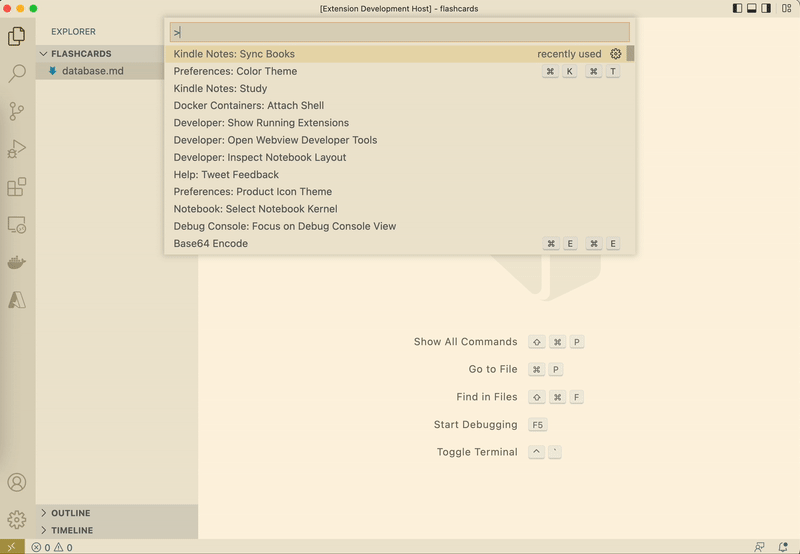 [Extension Development Host] - flashcards
EXPLORER
FLASHCARDS
database.md
>
Kindle Notes: Sync Books recently used
Preferences: Color Theme ⌘ K ⌘ T
Kindle Notes: Study
Docker Containers: Attach Shell
Developer: Show Running Extensions
Developer: Open Webview Developer Tools
Developer: Inspect Notebook Layout
Help: Tweet Feedback
Preferences: Product Icon Theme
Notebook: Select Notebook Kernel
Debug Console: Focus on Debug Console View
Base64 Encode ⌘ E ⌘ E
Show All Commands ⇧ ⌘ P
Go to File ⌘ P
Find in Files ⇧ ⌘ F
Start Debugging F5
Toggle Terminal ^ `
OUTLINE
TIMELINE
0 0